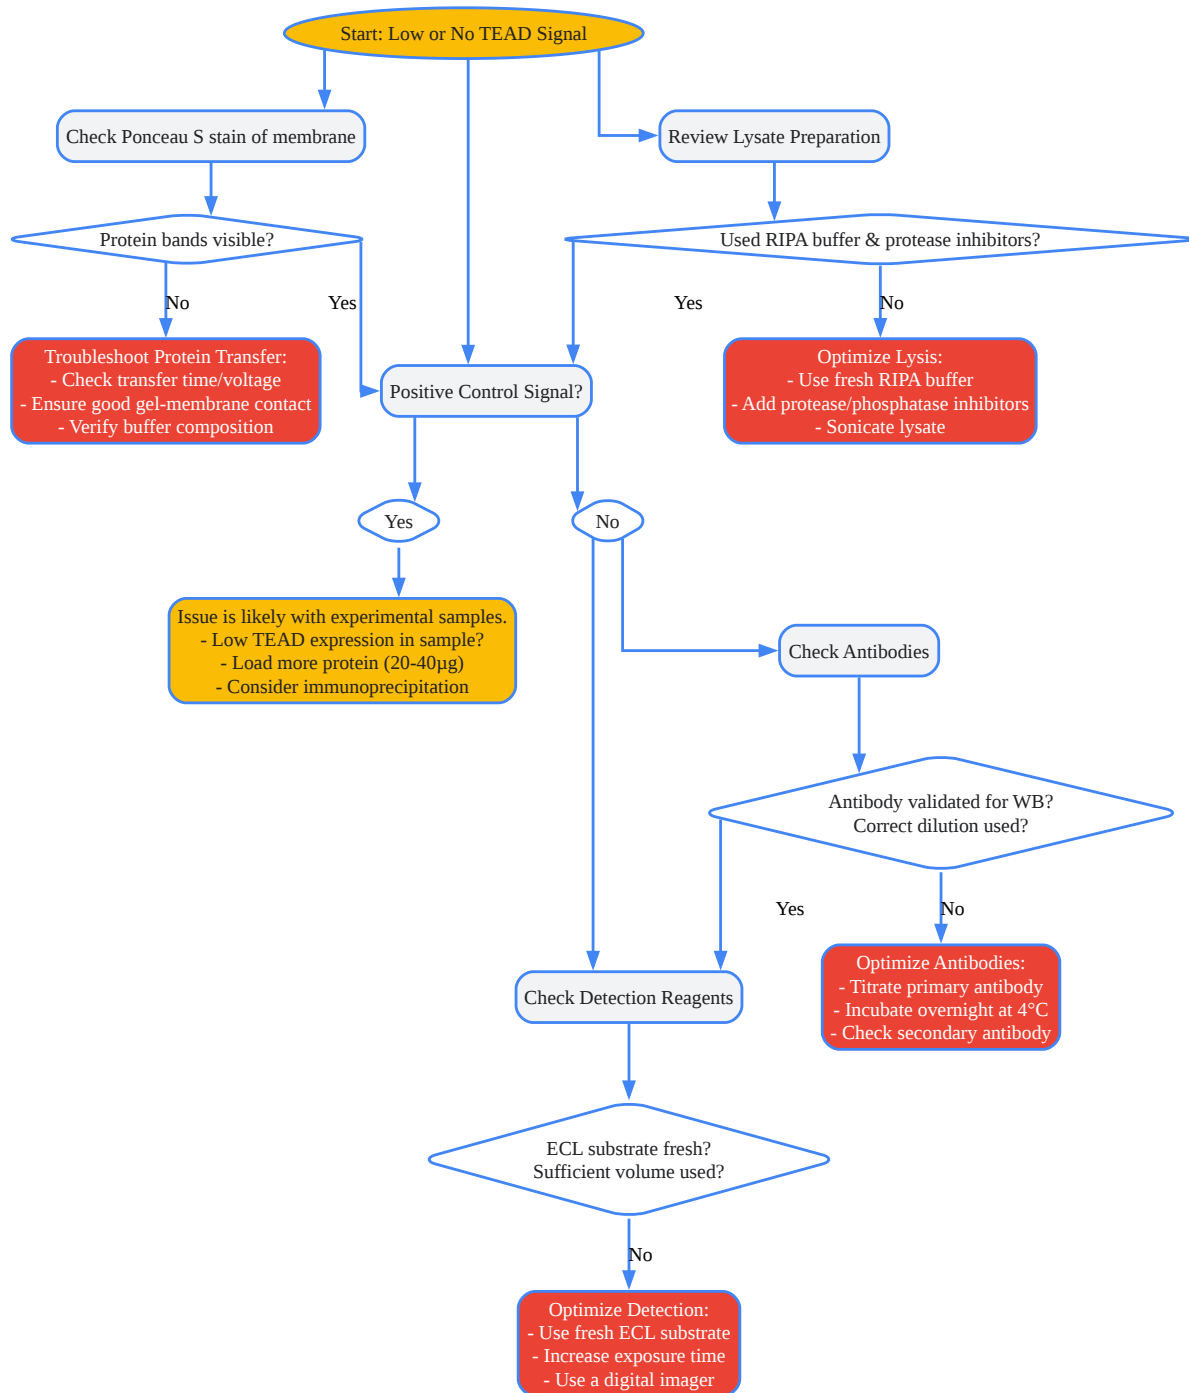 Start: Low or No TEAD Signal
Check Ponceau S stain of membrane
Review Lysate Preparation
Protein bands visible?
Used RIPA buffer & protease inhibitors?
No
Yes
Yes
No
Troubleshoot Protein Transfer:
- Check transfer time/voltage
- Ensure good gel-membrane contact
- Verify buffer composition
Optimize Lysis:
- Use fresh RIPA buffer
- Add protease/phosphatase inhibitors
- Sonicate lysate
Positive Control Signal?
Yes
No
Issue is likely with experimental samples.
- Low TEAD expression in sample?
- Load more protein (20-40µg)
- Consider immunoprecipitation
Check Antibodies
Antibody validated for WB?
Correct dilution used?
Yes
No
Optimize Antibodies:
- Titrate primary antibody
- Incubate overnight at 4°C
- Check secondary antibody
Check Detection Reagents
ECL substrate fresh?
Sufficient volume used?
No
Optimize Detection:
- Use fresh ECL substrate
- Increase exposure time
- Use a digital imager